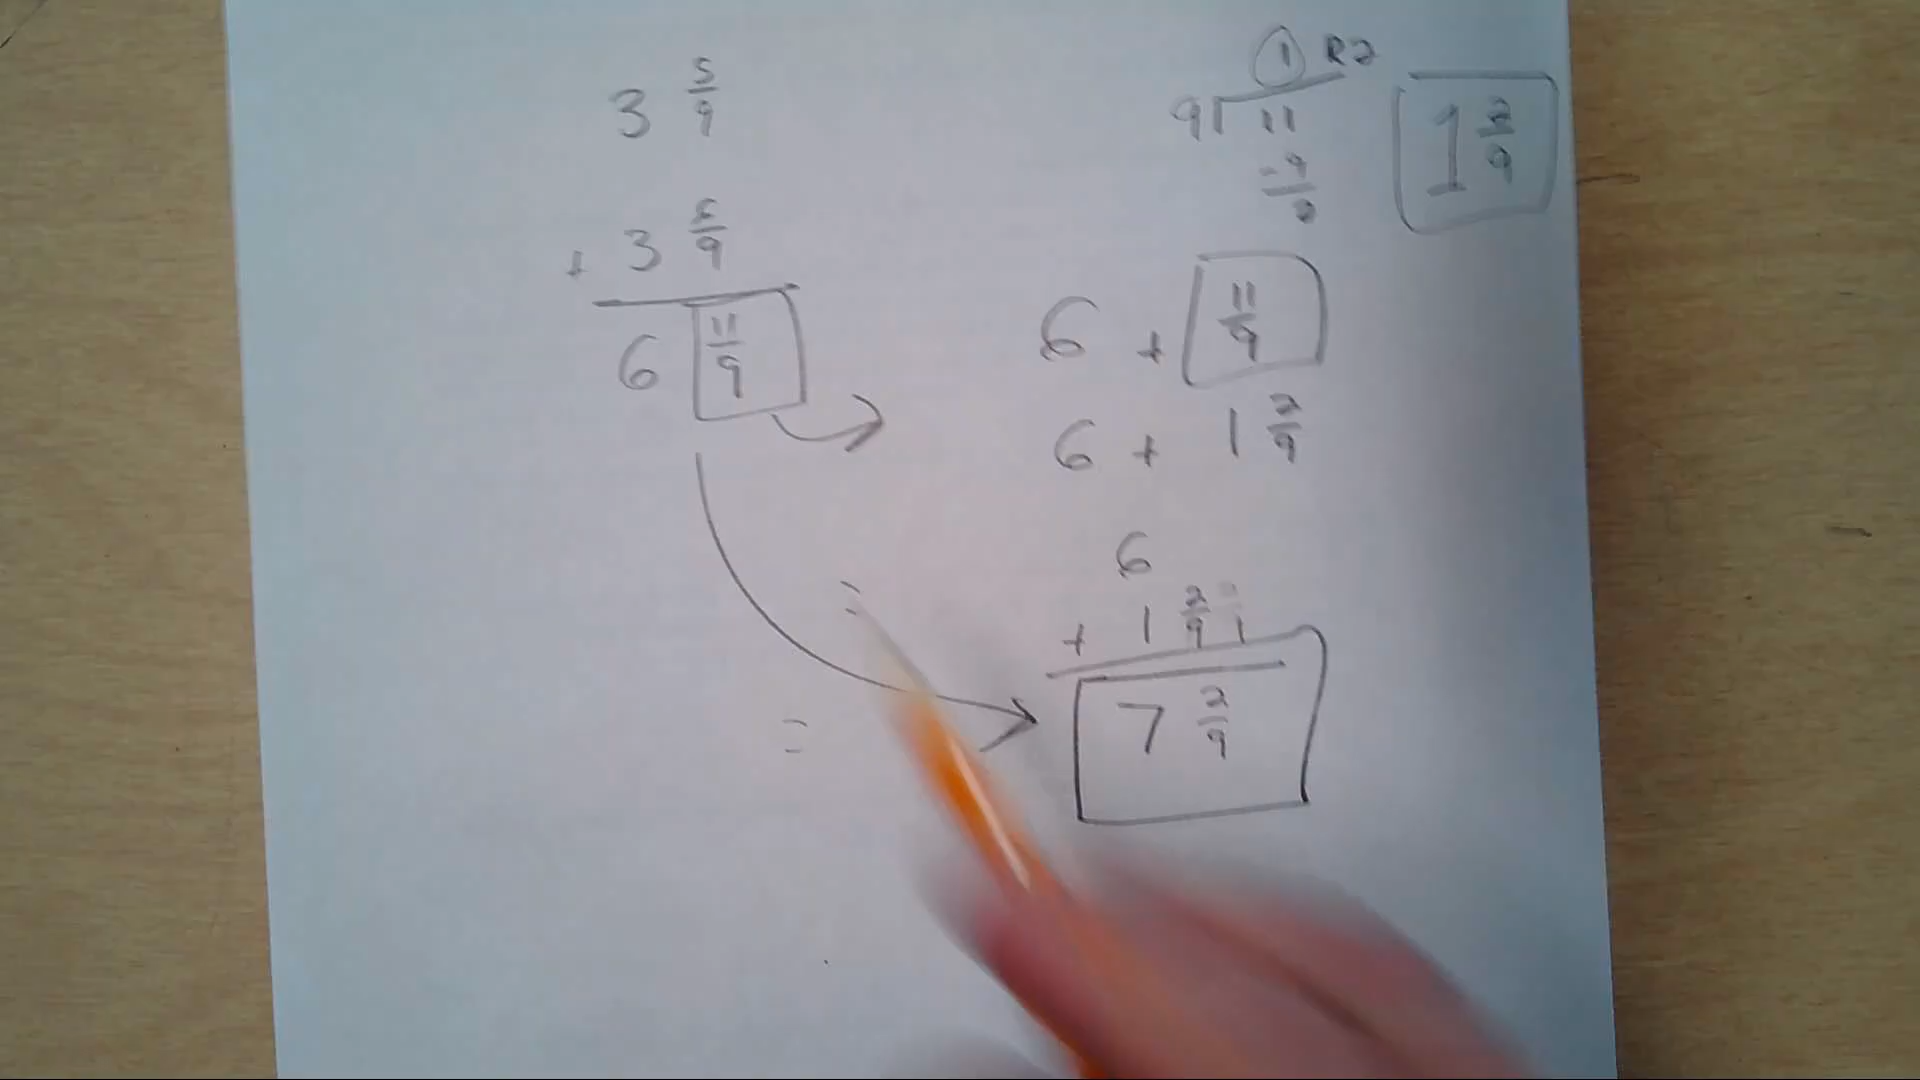 3 5/9
+ 3 6/9
6 11/9
1 R2
9 11
-9
2
1 2/9
6 + 11/9
6 + 1 2/9
6
+ 1 2/9
7 2/9
=
=